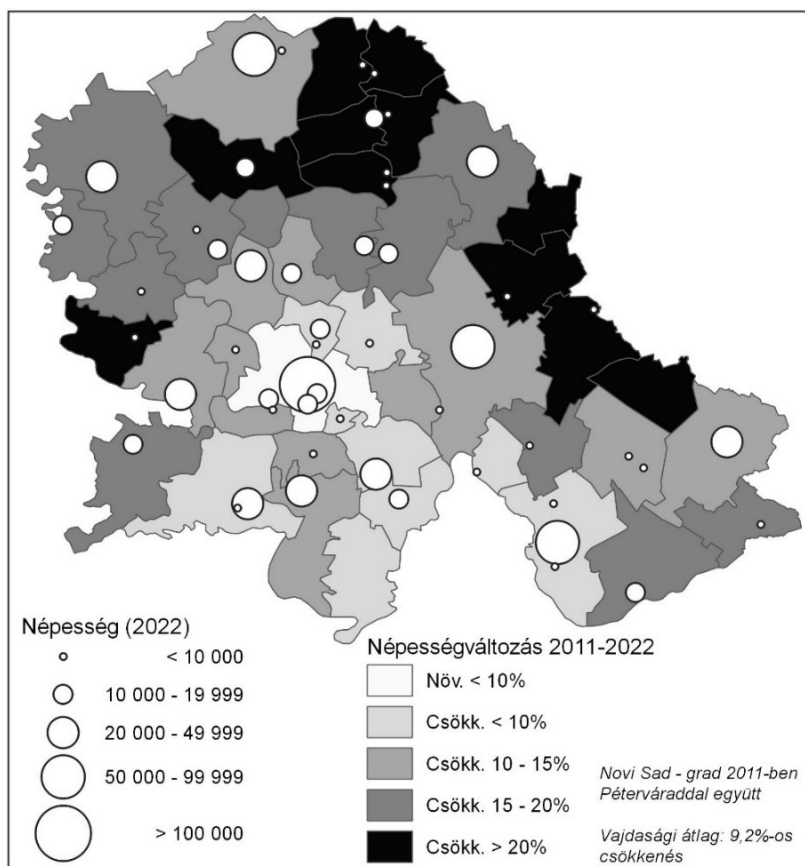 Népesség (2022)
< 10 000
10 000 - 19 999
20 000 - 49 999
50 000 - 99 999
> 100 000
Népességváltozás 2011-2022
Növ. < 10%
Csökk. < 10%
Csökk. 10 - 15%
Csökk. 15 - 20%
Csökk. > 20%
Novi Sad - grad 2011-ben
Péterváraddal együtt
Vajdasági átlag: 9,2%-os
csökkenés